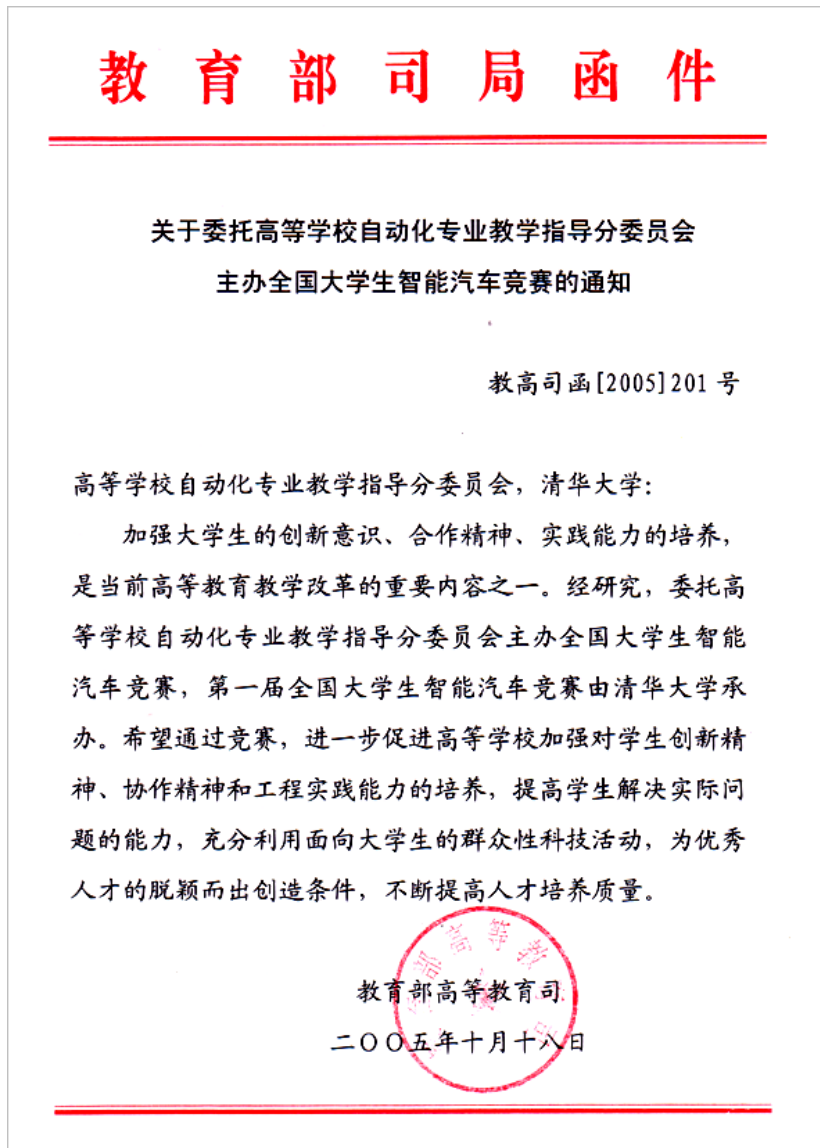 教育部司局函件
关于委托高等学校自动化专业教学指导分委员会
主办全国大学生智能汽车竞赛的通知
教高司函[2005]201 号
高等学校自动化专业教学指导分委员会，清华大学：
加强大学生的创新意识、合作精神、实践能力的培养，
是当前高等教育教学改革的重要内容之一。经研究，委托高
等学校自动化专业教学指导分委员会主办全国大学生智能
汽车竞赛，第一届全国大学生智能汽车竞赛由清华大学承
办。希望通过竞赛，进一步促进高等学校加强对学生创新精
神、协作精神和工程实践能力的培养，提高学生解决实际问
题的能力，充分利用面向大学生的群众性科技活动，为优秀
人才的脱颖而出创造条件，不断提高人才培养质量。
部高等教
教育部高等教育司
二〇〇五年十月十八日